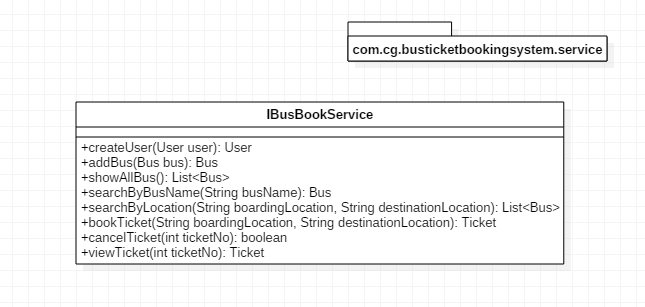 com.cg.busticketbookingsystem.service
IBusBookService
+createUser(User user): User
+addBus(Bus bus): Bus
+showAllBus(): List<Bus>
+searchByBusName(String busName): Bus
+searchByLocation(String boardingLocation, String destinationLocation): List<Bus>
+bookTicket(String boardingLocation, String destinationLocation): Ticket
+cancelTicket(int ticketNo): boolean
+viewTicket(int ticketNo): Ticket